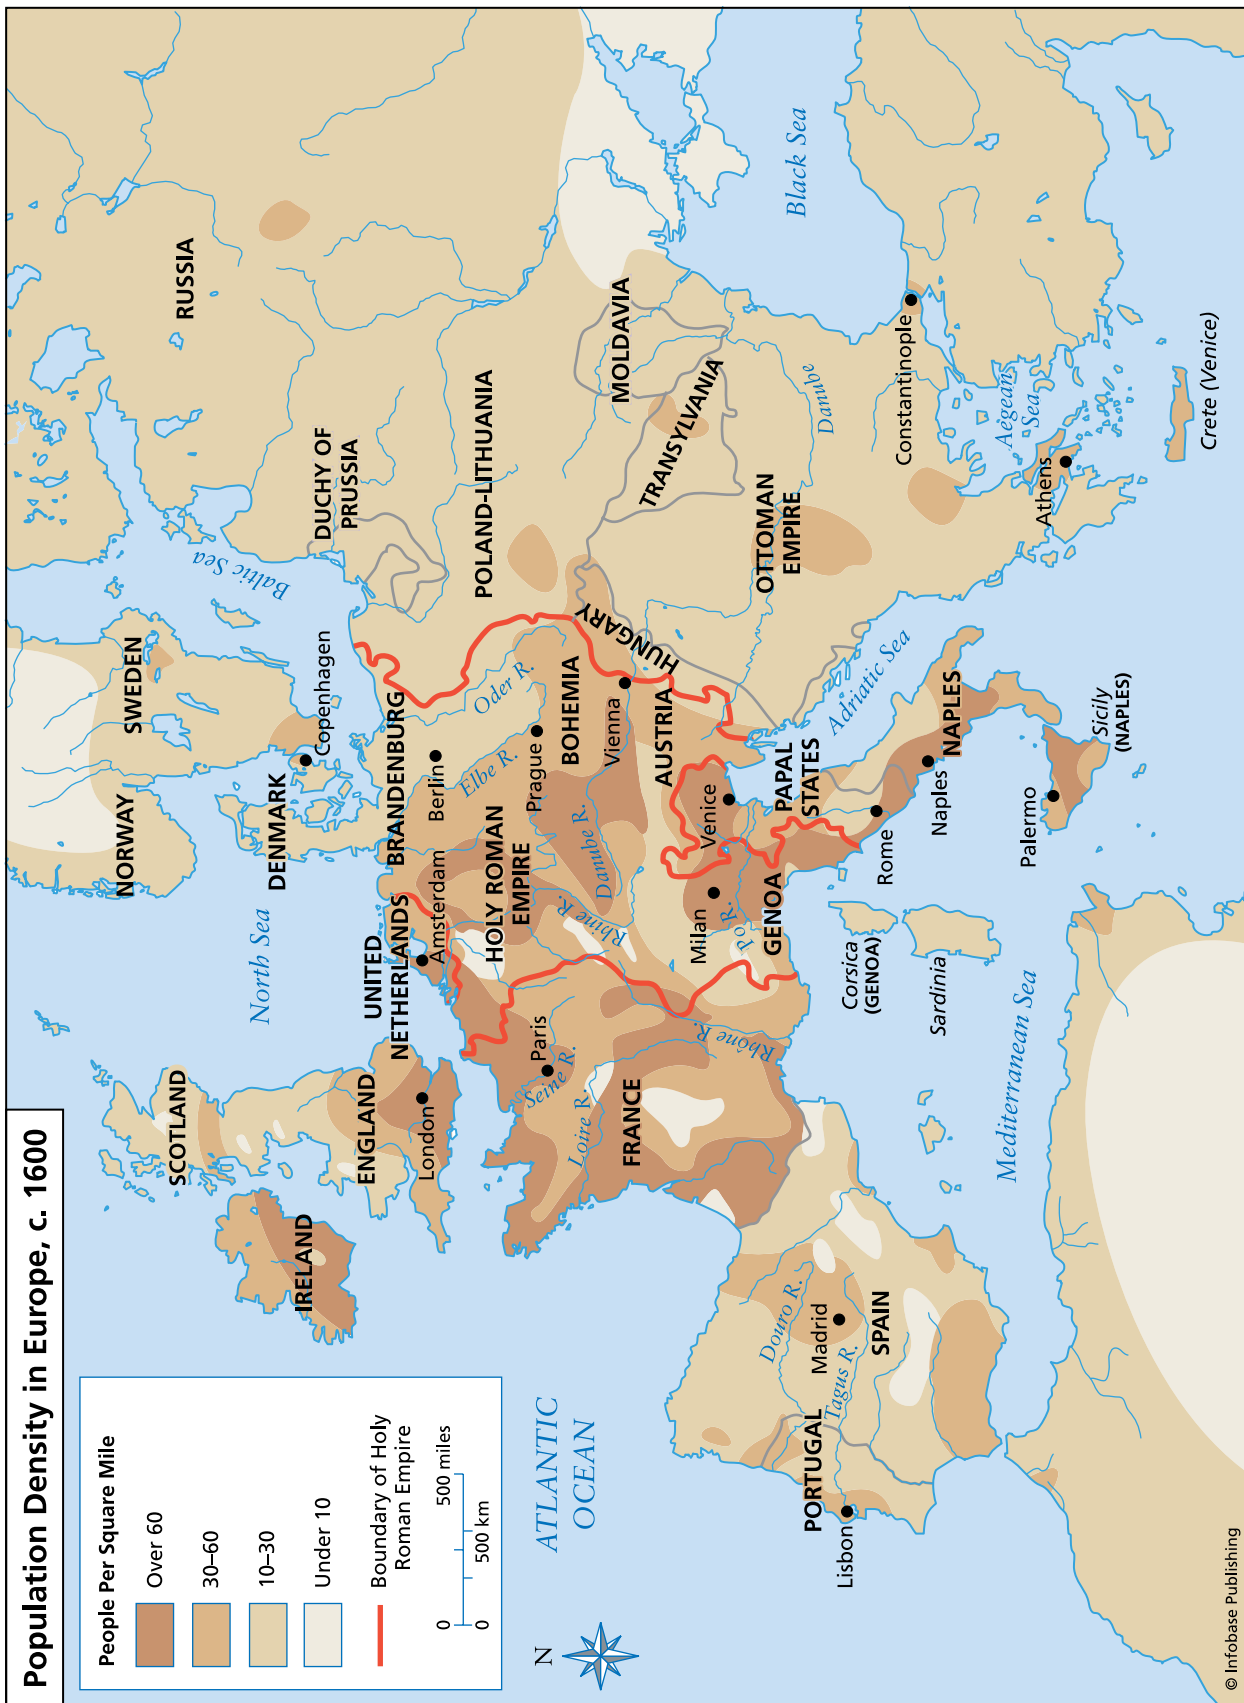 Population Density in Europe, c. 1600
People Per Square Mile
Over 60
30–60
10–30
Under 10
Boundary of Holy
Roman Empire
0
500 miles
0
500 km
N
ATLANTIC
OCEAN
NORWAY
SWEDEN
RUSSIA
SCOTLAND
North Sea
DENMARK
Copenhagen
Baltic Sea
DUCHY OF
PRUSSIA
IRELAND
ENGLAND
London
UNITED
NETHERLANDS
Amsterdam
BRANDENBURG
Berlin
POLAND-LITHUANIA
HOLY ROMAN
EMPIRE
Elbe R.
Oder R.
Prague
BOHEMIA
Paris
Seine R.
Loire R.
FRANCE
Rhine R.
Danube R.
Vienna
AUSTRIA
HUNGARY
MOLDAVIA
TRANSYLVANIA
Rhône R.
Milan
Po R.
GENOA
Venice
PAPAL
STATES
Adriatic Sea
OTTOMAN
EMPIRE
Danube
Black Sea
Constantinople
Douro R.
Madrid
Tagus R.
SPAIN
PORTUGAL
Lisbon
Corsica
(GENOA)
Sardinia
Rome
Naples
NAPLES
Palermo
Sicily
(NAPLES)
Mediterranean Sea
Aegean
Sea
Athens
Crete (Venice)
© Infobase Publishing